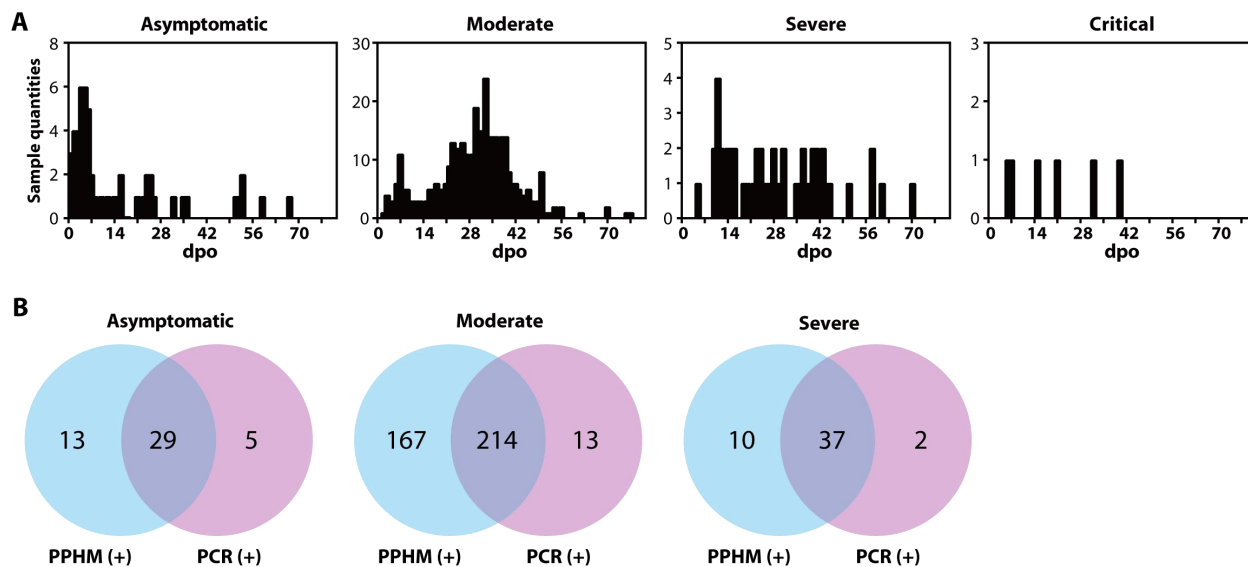 A
Asymptomatic
Moderate
Severe
Critical
Sample quantities
8
6
4
2
0
0 14 28 42 56 70
dpo
30
20
10
0
0 14 28 42 56 70
dpo
5
4
3
2
1
0
0 14 28 42 56 70
dpo
3
2
1
0
0 14 28 42 56 70
dpo
B
Asymptomatic
13 29 5
PPHM (+) PCR (+)
Moderate
167 214 13
PPHM (+) PCR (+)
Severe
10 37 2
PPHM (+) PCR (+)